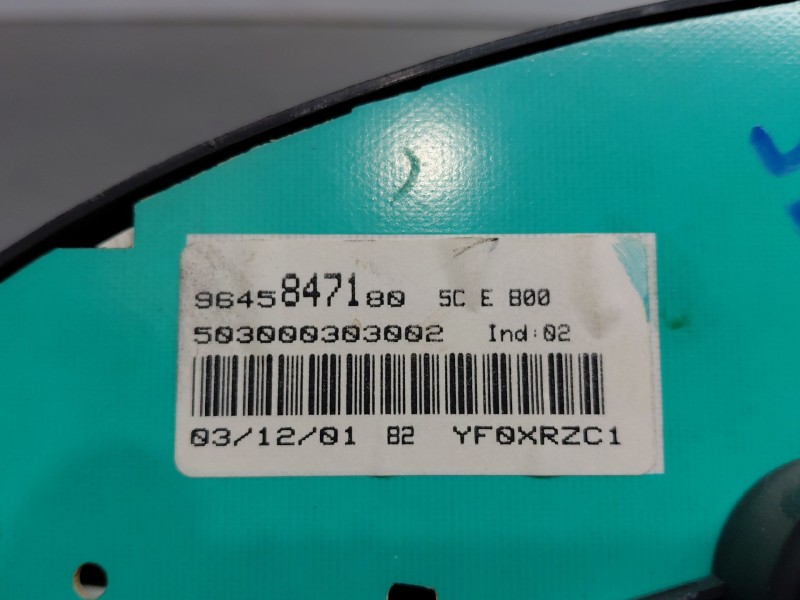 9645847180 5C E B00
503000303002 Ind:02
03/12/01 B2 YF0XRZC1